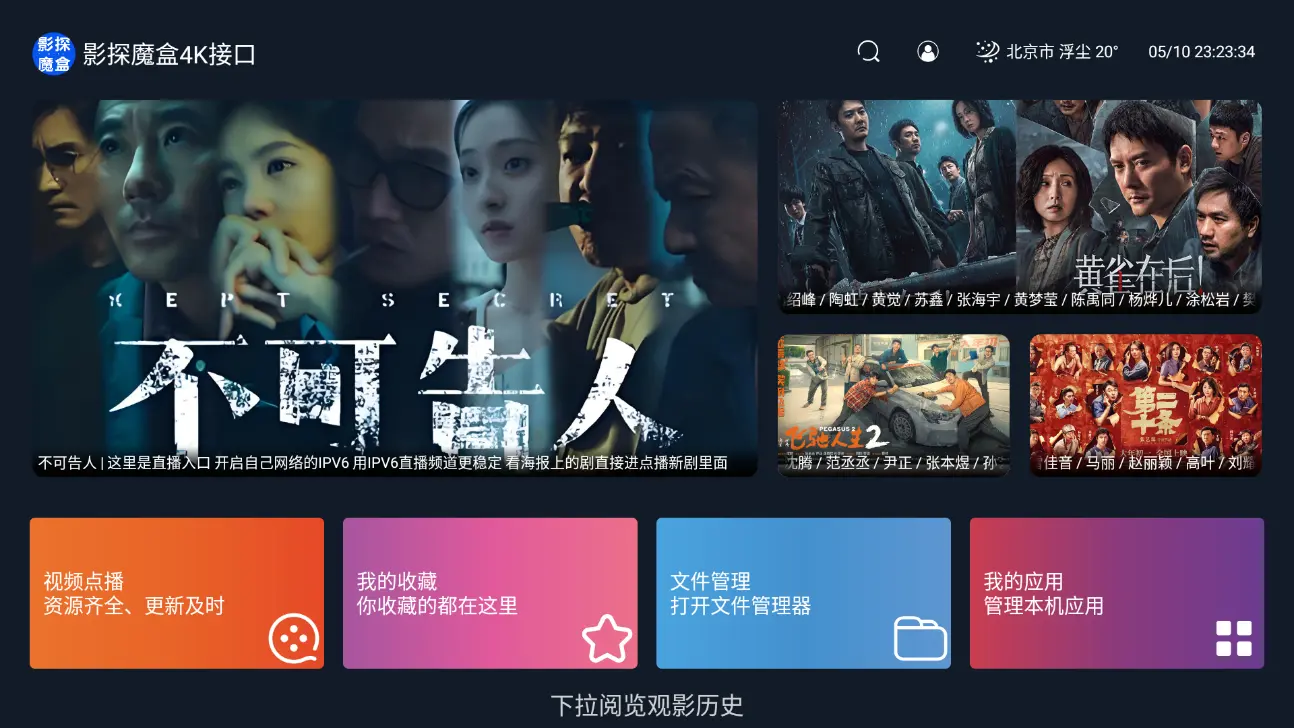 影探
魔盒
影探魔盒4K接口
北京市 浮尘 20°
05/10 23:23:34
KEPT SECRET
不可告人
不可告人 | 这里是直播入口 开启自己网络的IPV6 用IPV6直播频道更稳定 看海报上的剧直接进点播新剧里面
黄雀在后!
绍峰 / 陶虹 / 黄觉 / 苏鑫 / 张海宇 / 黄梦莹 / 陈禹同 / 杨烨儿 / 涂松岩 / 樊
PEGASUS 2
飞驰人生2
沈腾 / 范丞丞 / 尹正 / 张本煜 / 孙
第二十条
佳音 / 马丽 / 赵丽颖 / 高叶 / 刘耀
视频点播
资源齐全、更新及时
我的收藏
你收藏的都在这里
文件管理
打开文件管理器
我的应用
管理本机应用
下拉阅览观影历史